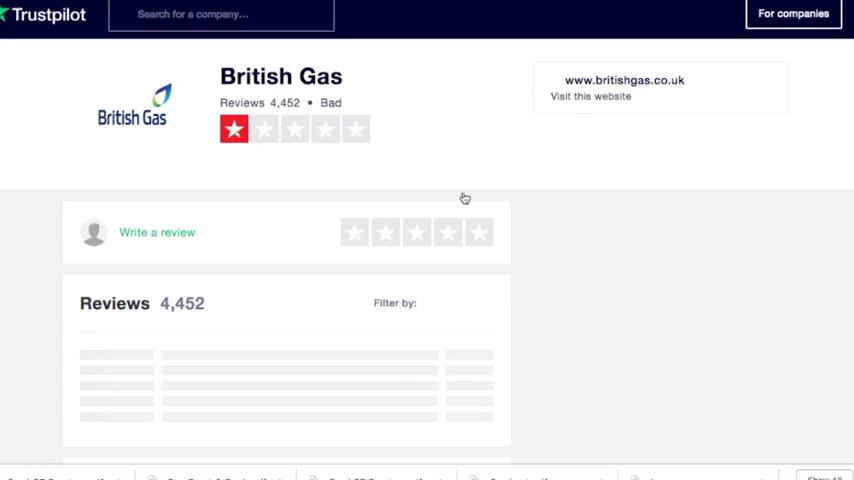 Trustpilot
Search for a company...
For companies
British Gas
Reviews 4,452 • Bad
www.britishgas.co.uk
Visit this website
British Gas
Write a review
Reviews 4,452
Filter by: